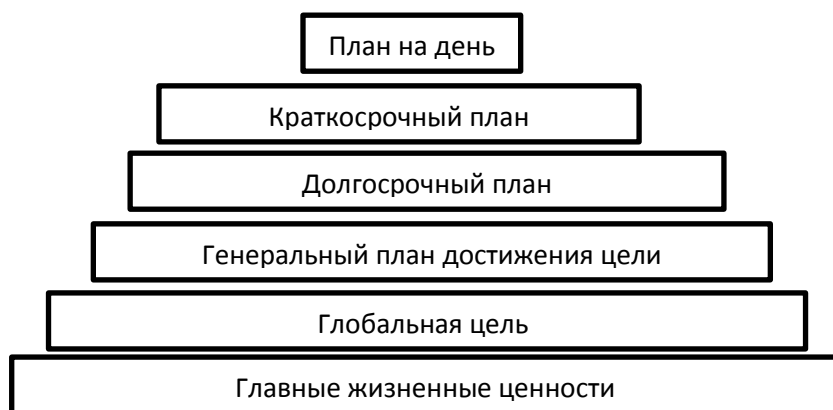 План на день
Краткосрочный план
Долгосрочный план
Генеральный план достижения цели
Глобальная цель
Главные жизненные ценности